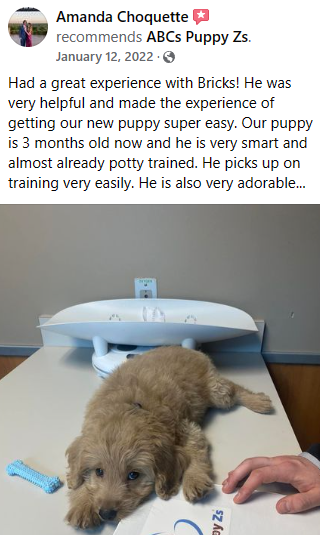 Amanda Choquette
recommends ABCs Puppy Zs.
January 12, 2022 ·
Had a great experience with Bricks! He was
very helpful and made the experience of
getting our new puppy super easy. Our puppy
is 3 months old now and he is very smart and
almost already potty trained. He picks up on
training very easily. He is also very adorable...
py Zs